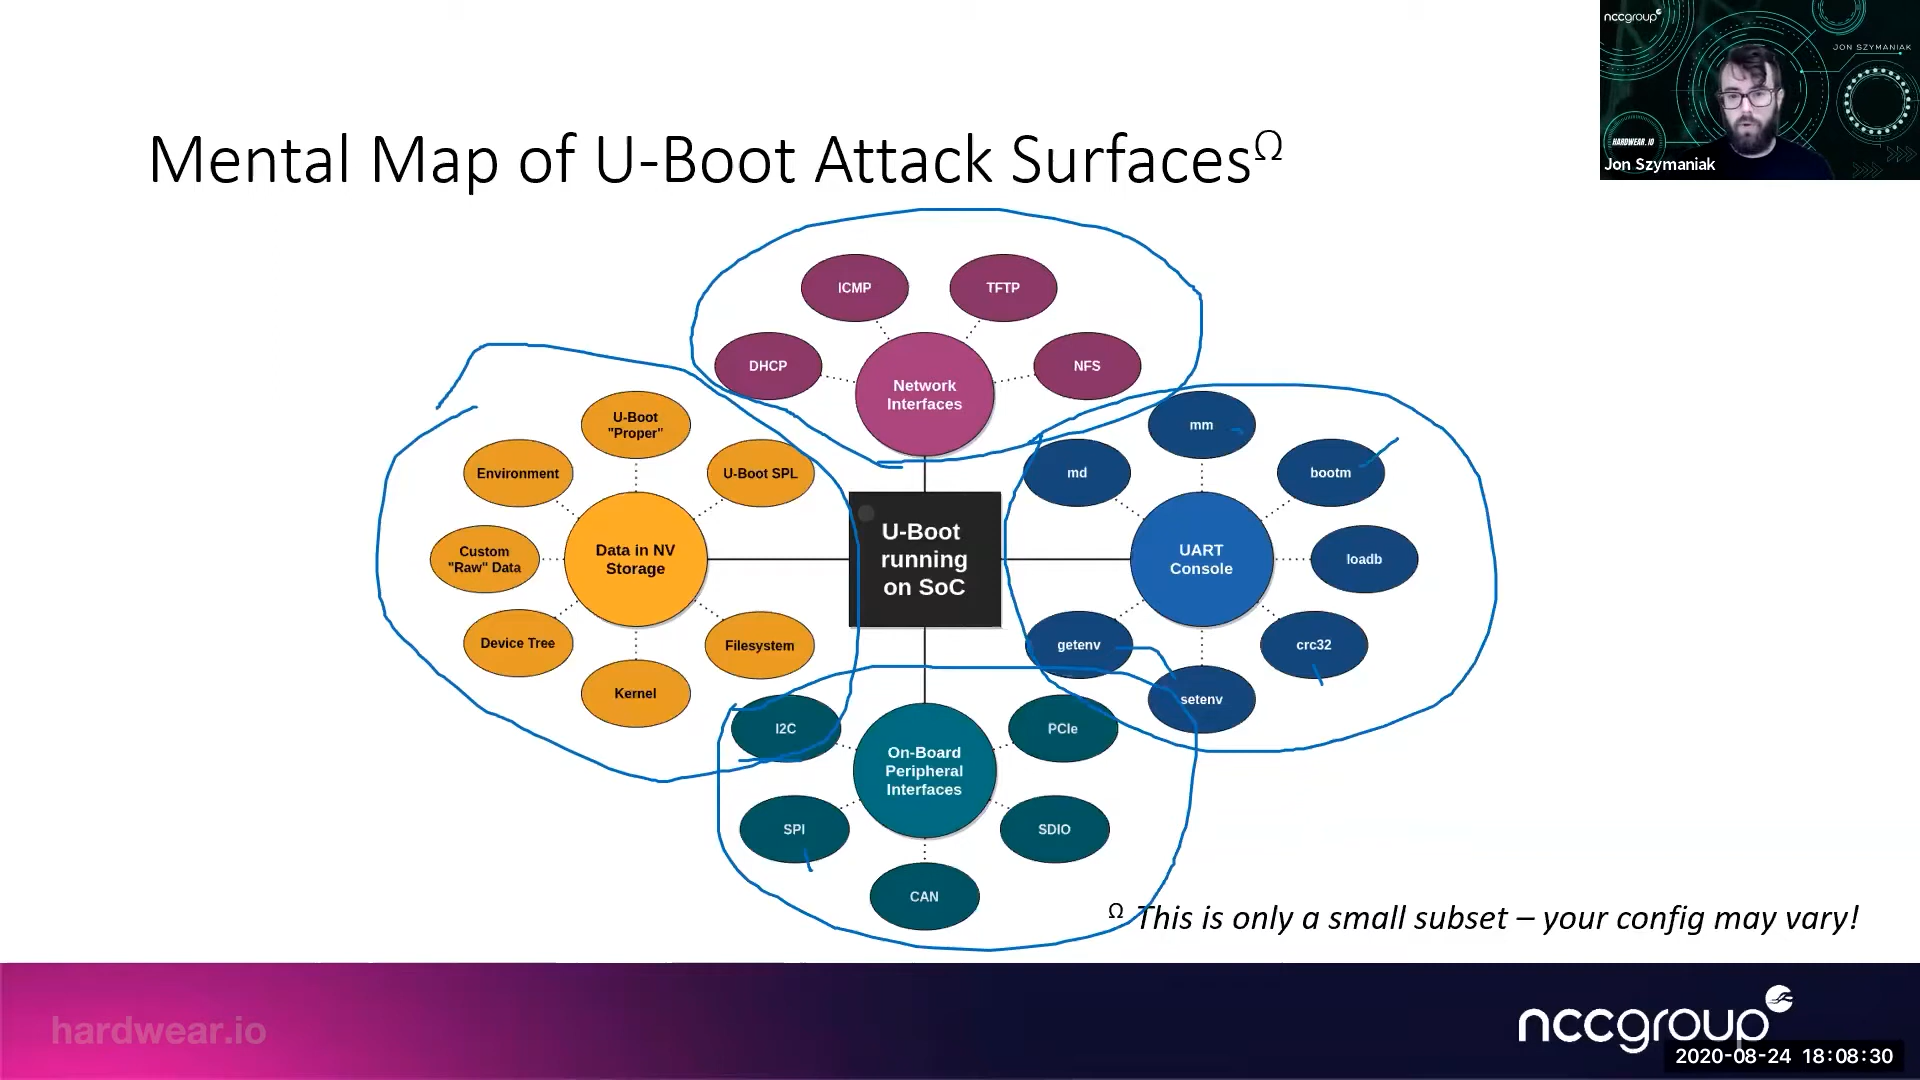 nccgroup
JON SZYMANIAK
HARDWEAR.IO
Jon Szymaniak
Mental Map of U-Boot Attack SurfacesΩ
ICMP
TFTP
DHCP
NFS
Network
Interfaces
U-Boot
"Proper"
Environment
U-Boot SPL
Custom
"Raw" Data
Data in NV
Storage
Device Tree
Filesystem
Kernel
U-Boot
running
on SoC
mm
md
bootm
UART
Console
loadb
getenv
crc32
setenv
I2C
PCIe
On-Board
Peripheral
Interfaces
SPI
SDIO
CAN
Ω This is only a small subset – your config may vary!
hardwear.io
nccgroup
2020-08-24 18:08:30